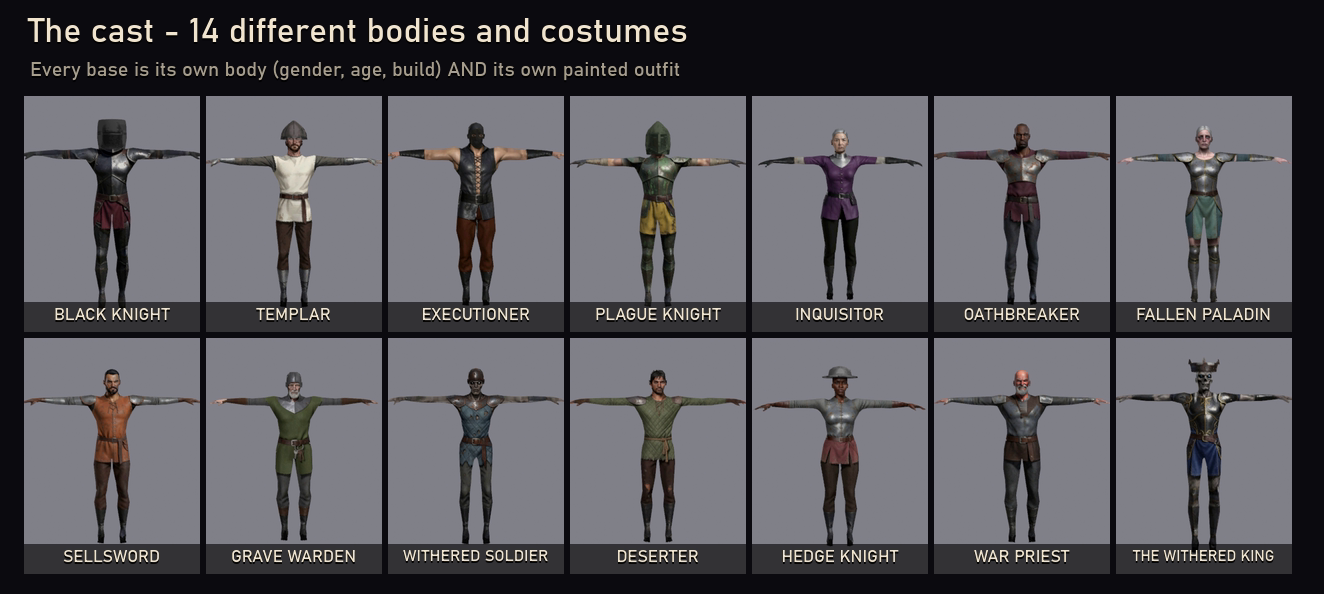 The cast - 14 different bodies and costumes
Every base is its own body (gender, age, build) AND its own painted outfit
BLACK KNIGHT
TEMPLAR
EXECUTIONER
PLAGUE KNIGHT
INQUISITOR
OATHBREAKER
FALLEN PALADIN
SELLSWORD
GRAVE WARDEN
WITHERED SOLDIER
DESERTER
HEDGE KNIGHT
WAR PRIEST
THE WITHERED KING